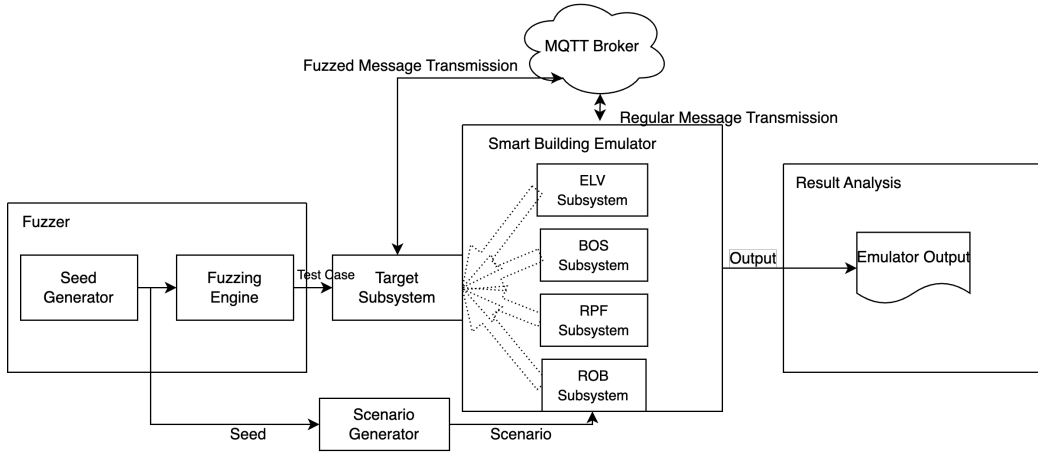 MQTT Broker
Fuzzed Message Transmission
Regular Message Transmission
Smart Building Emulator
ELV
Subsystem
BOS
Subsystem
RPF
Subsystem
ROB
Subsystem
Fuzzer
Seed
Generator
Fuzzing
Engine
Test Case
Target
Subsystem
Output
Result Analysis
Emulator Output
Seed
Scenario
Generator
Scenario